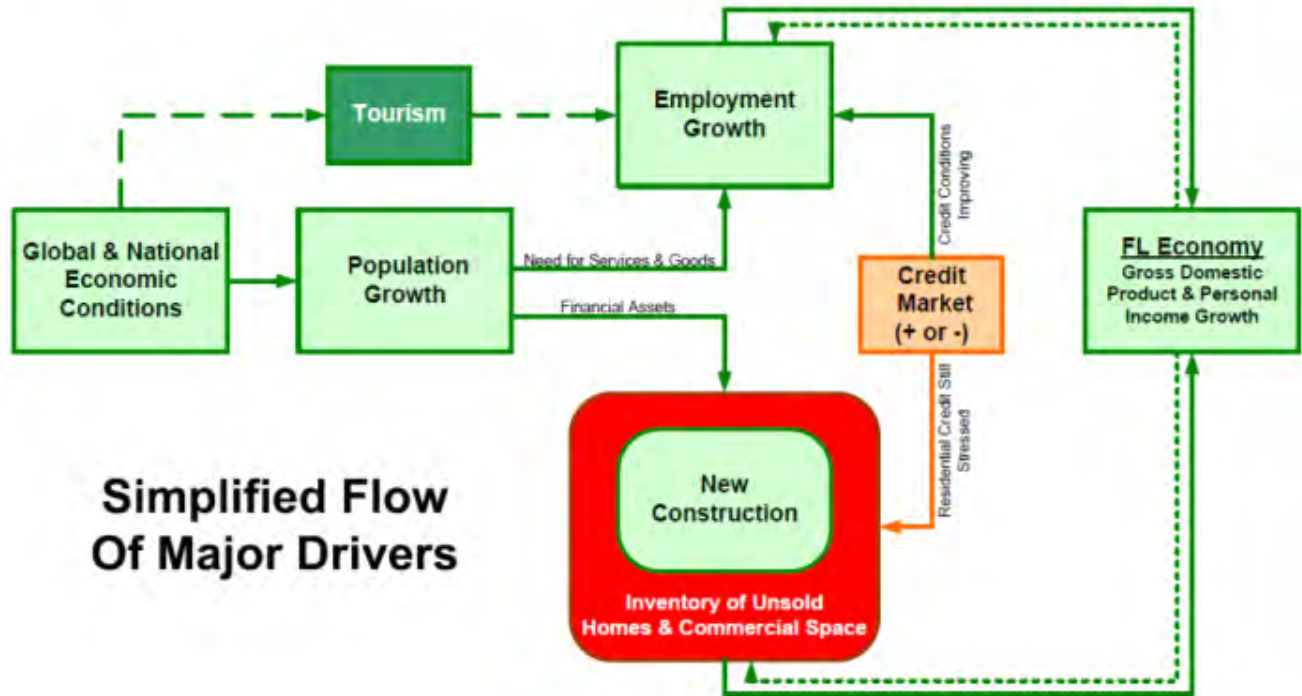 Tourism
Employment
Growth
Credit Conditions
Improving
Global & National
Economic
Conditions
Population
Growth
Need for Services & Goods
Financial Assets
Credit
Market
(+ or -)
FL Economy
Gross Domestic
Product & Personal
Income Growth
Residential Credit Still
Stressed
New
Construction
Inventory of Unsold
Homes & Commercial Space
Simplified Flow
Of Major Drivers